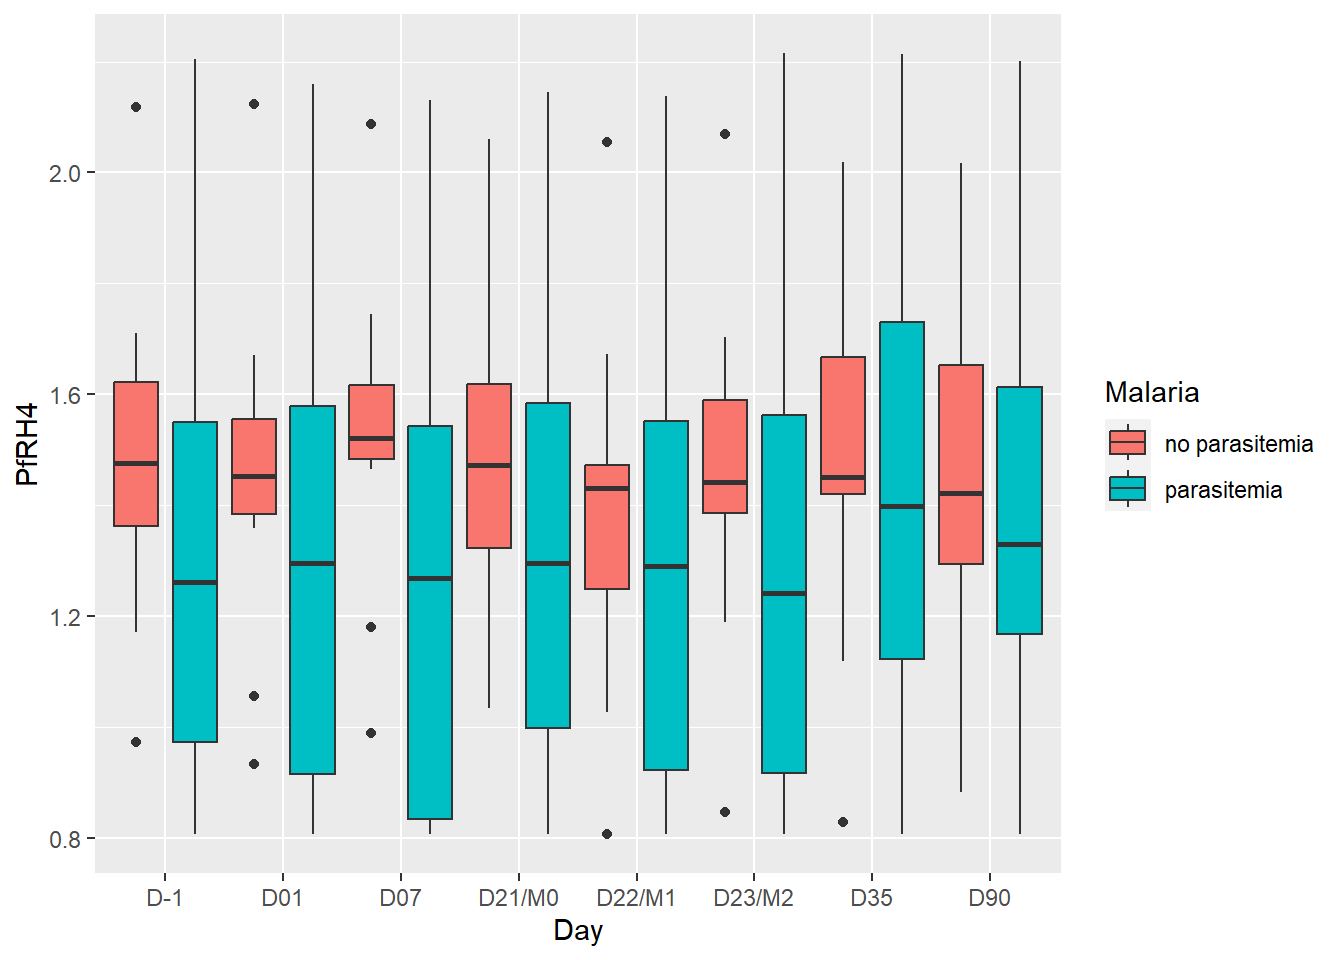 PfRH4
2.0
1.6
1.2
0.8
D-1 D01 D07 D21/M0 D22/M1 D23/M2 D35 D90
Day
Malaria
no parasitemia
parasitemia